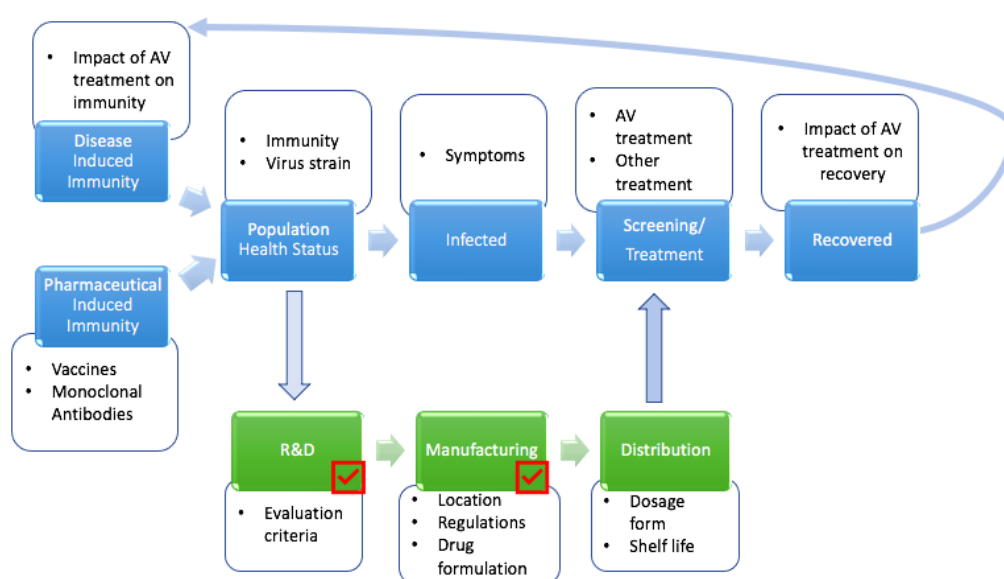 • Impact of AV
treatment on
immunity
Disease
Induced
Immunity
• Immunity
• Virus strain
Population
Health Status
• Symptoms
Infected
• AV
treatment
• Other
treatment
Screening/
Treatment
• Impact of AV
treatment on
recovery
Recovered
Pharmaceutical
Induced
Immunity
• Vaccines
• Monoclonal
Antibodies
R&D
• Evaluation
criteria
Manufacturing
• Location
• Regulations
• Drug
formulation
Distribution
• Dosage
form
• Shelf life